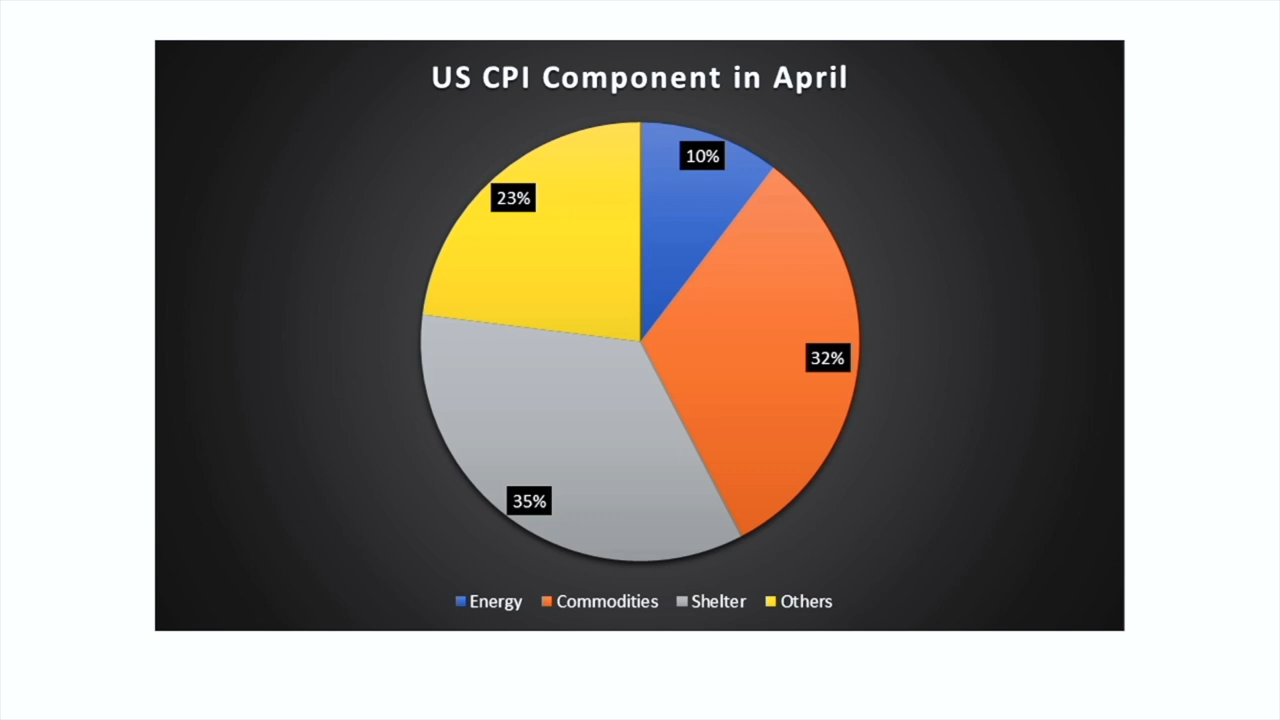 US CPI Component in April
10%
23%
32%
35%
Energy Commodities Shelter Others